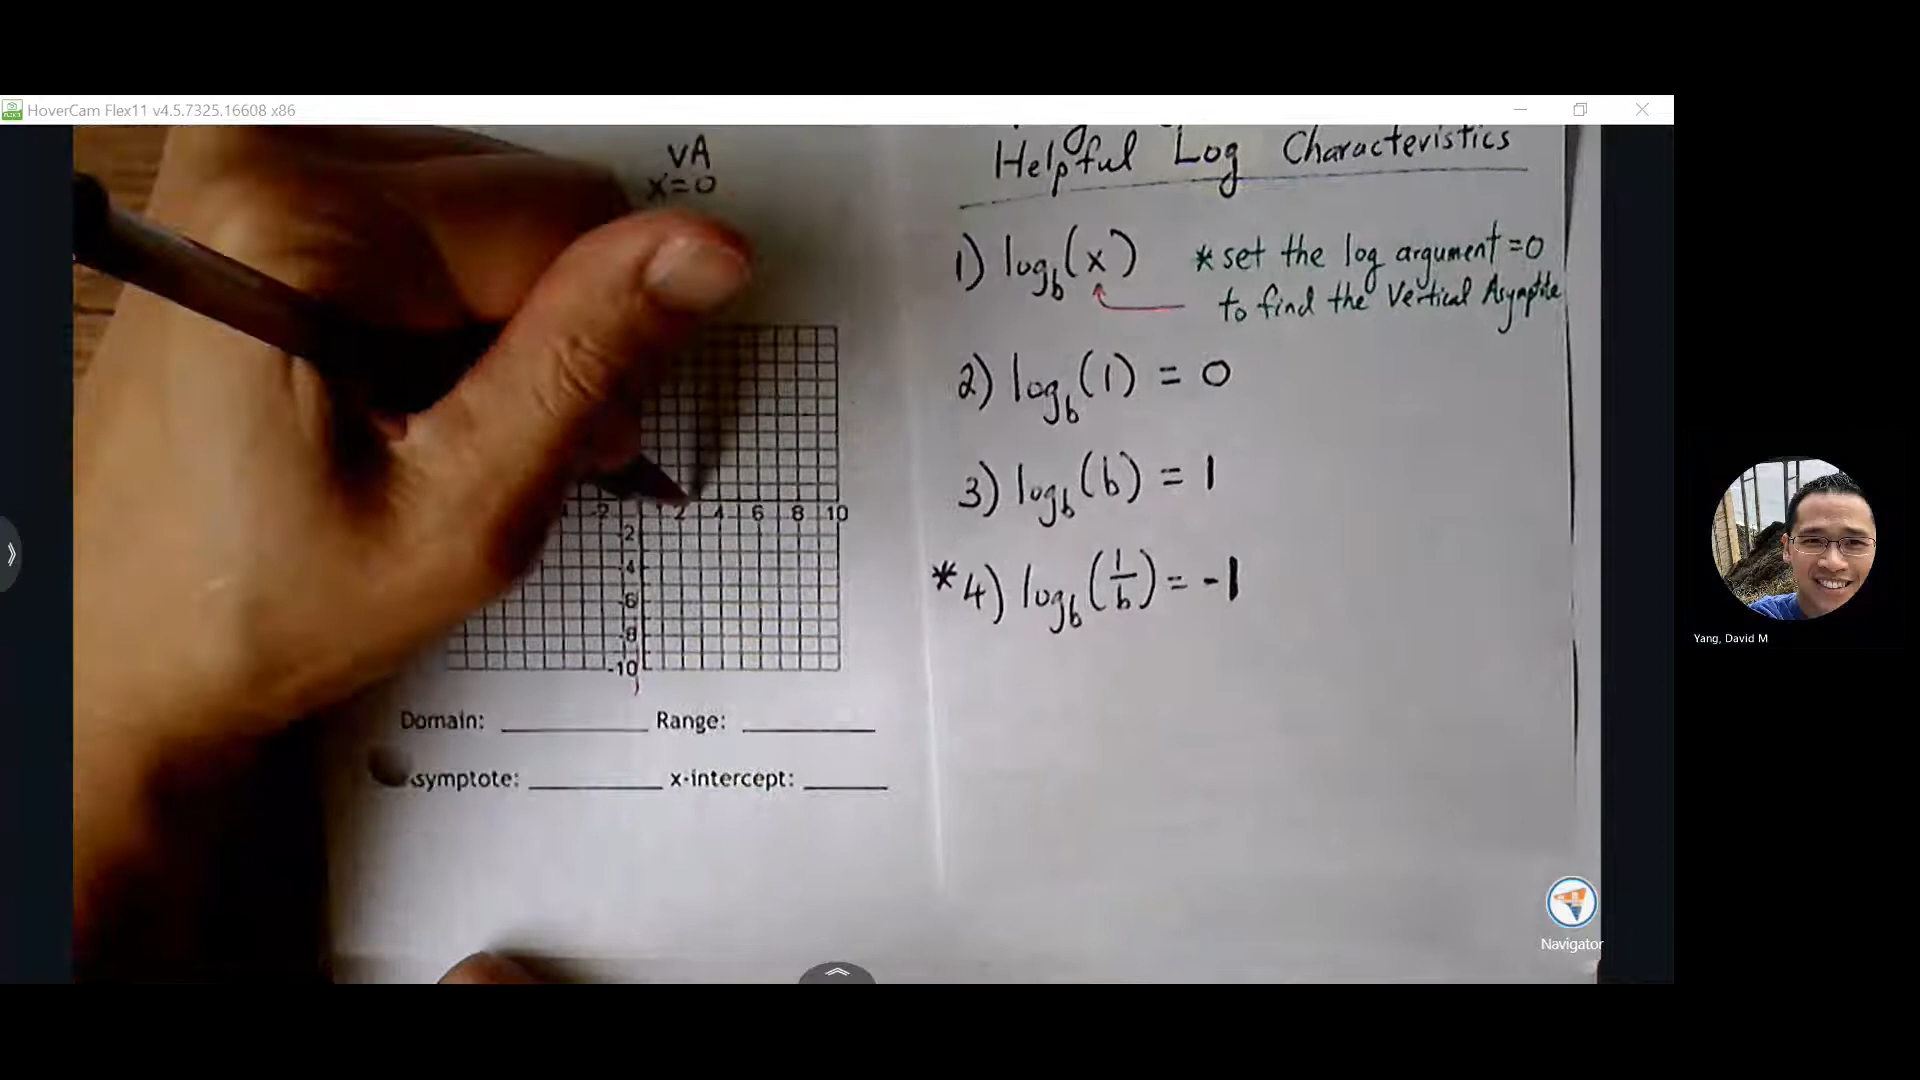 HoverCam Flex11 v4.5.7325.16608 x86
VA
x=0
Helpful Log Characteristics
1) log_b(x) * set the log argument =0
to find the Vertical Asymptote
2) log_b(1) = 0
3) log_b(b) = 1
*4) log_b(1/b) = -1
-2 2 4 6 8 10
-2
-4
-6
-8
-10
Domain: Range:
symptote: x-intercept:
Navigator
Yang, David M